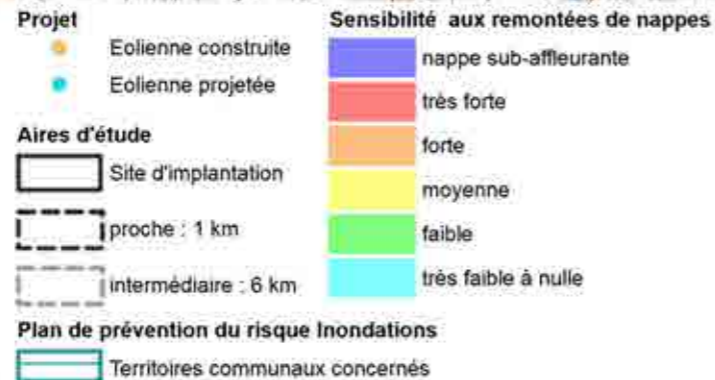 Projet
Eolienne construite
Eolienne projetée
Aires d'étude
Site d'implantation
proche : 1 km
intermédiaire : 6 km
Sensibilité aux remontées de nappes
nappe sub-affleurante
très forte
forte
moyenne
faible
très faible à nulle
Plan de prévention du risque Inondations
Territoires communaux concernés